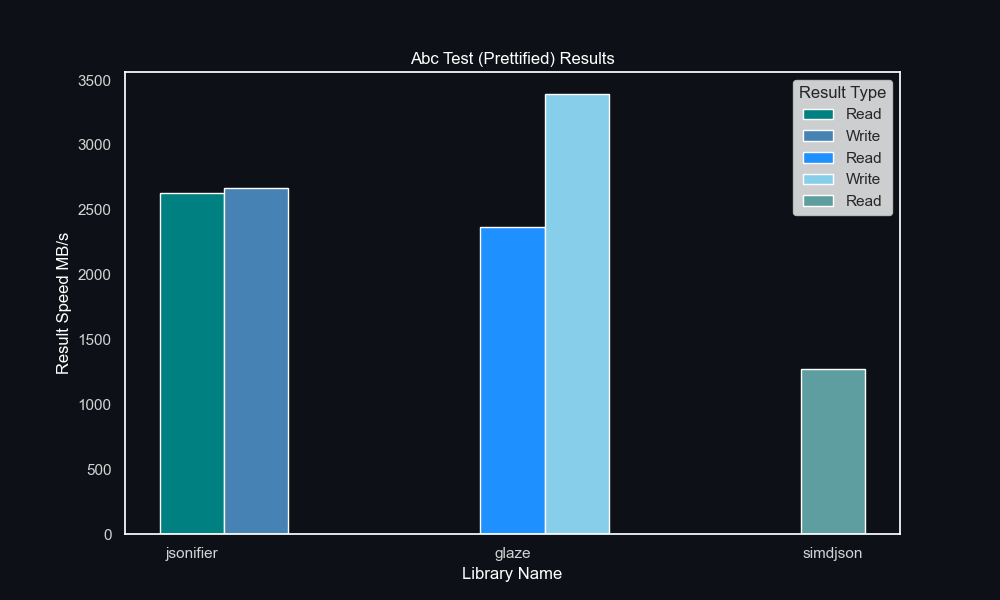 Abc Test (Prettified) Results
Result Speed MB/s
3500
3000
2500
2000
1500
1000
500
0
Result Type
Read
Write
Read
Write
Read
jsonifier
glaze
simdjson
Library Name